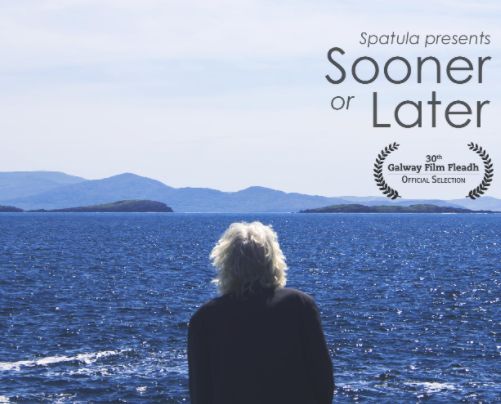 Spatula presents
Sooner
or Later
30th
Galway Film Fleadh
Official Selection